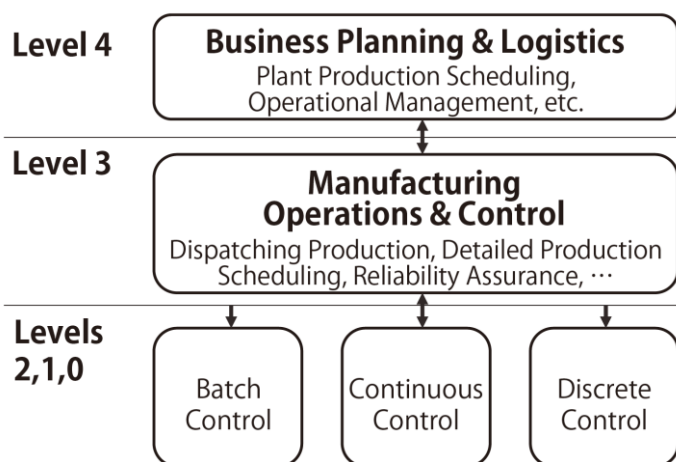 Level 4
Business Planning & Logistics
Plant Production Scheduling,
Operational Management, etc.
Level 3
Manufacturing
Operations & Control
Dispatching Production, Detailed Production
Scheduling, Reliability Assurance, ···
Levels
2,1,0
Batch
Control
Continuous
Control
Discrete
Control